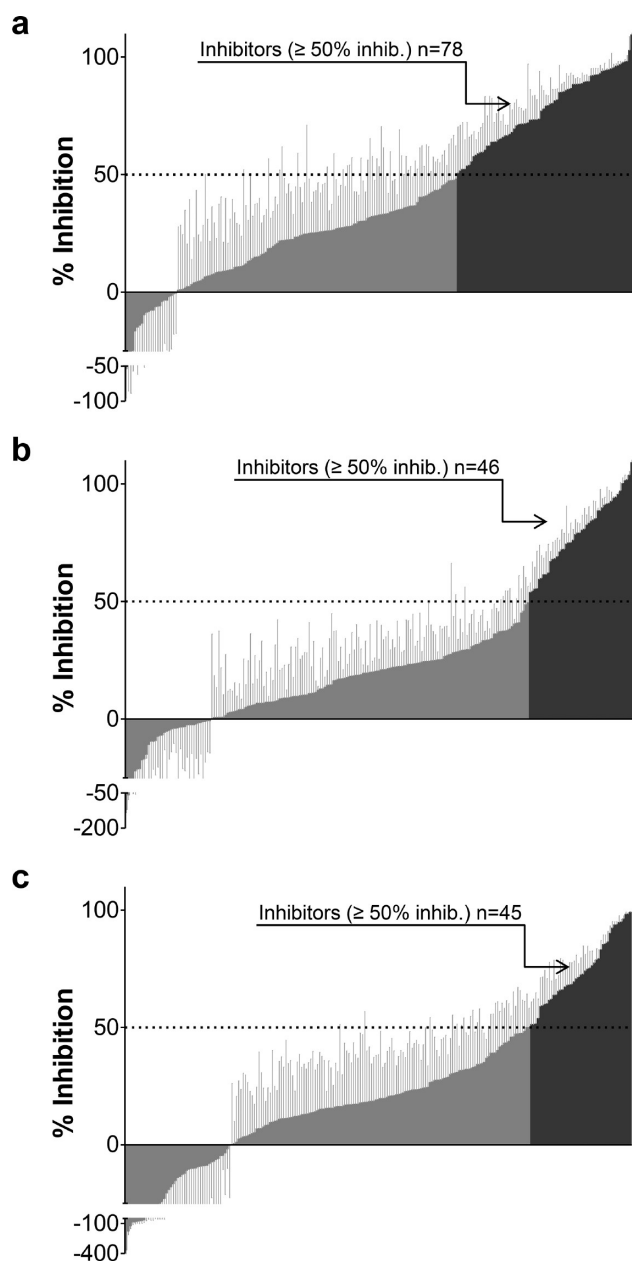 a
Inhibitors (≥ 50% inhib.) n=78
% Inhibition
100
50
0
-50
-100
b
Inhibitors (≥ 50% inhib.) n=46
% Inhibition
100
50
0
-50
-200
c
Inhibitors (≥ 50% inhib.) n=45
% Inhibition
100
50
0
-100
-400